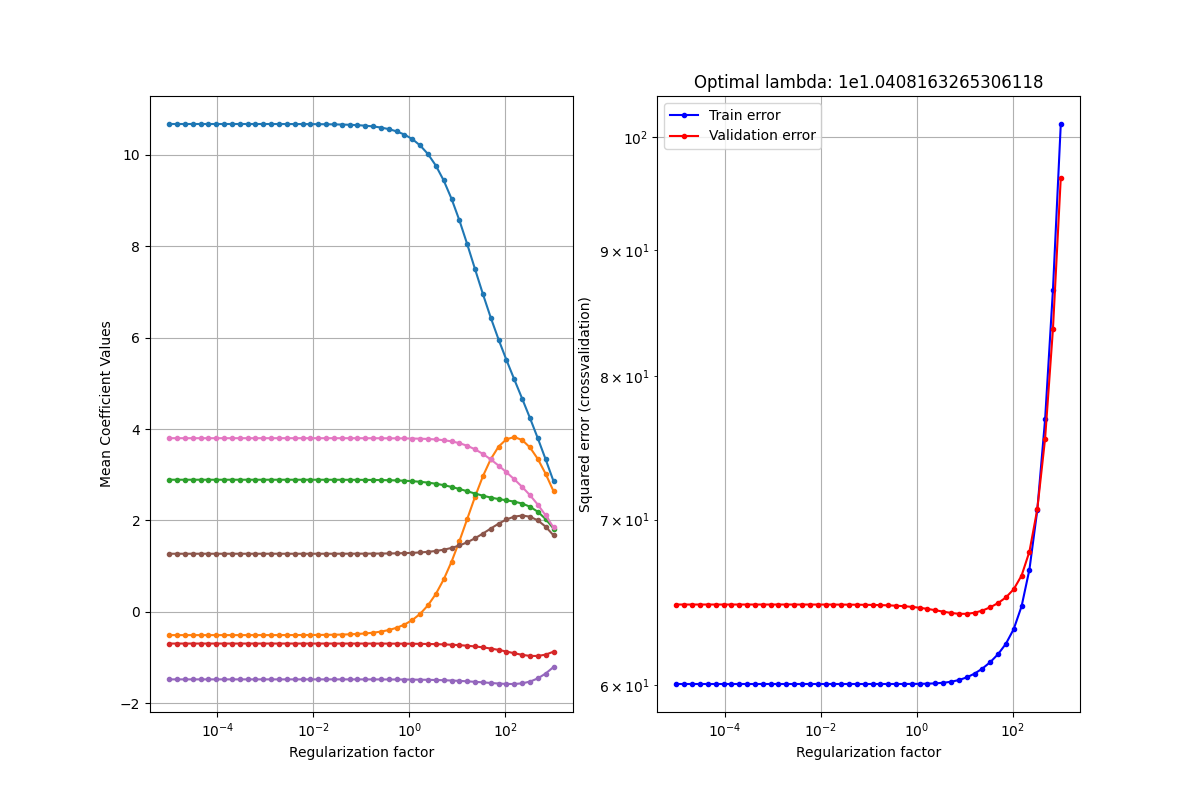 Mean Coefficient Values
10
8
6
4
2
0
−2
10⁻⁴
10⁻²
10⁰
10²
Regularization factor
Optimal lambda: 1e1.0408163265306118
Train error
Validation error
Squared error (crossvalidation)
10²
9 × 10¹
8 × 10¹
7 × 10¹
6 × 10¹
10⁻⁴
10⁻²
10⁰
10²
Regularization factor